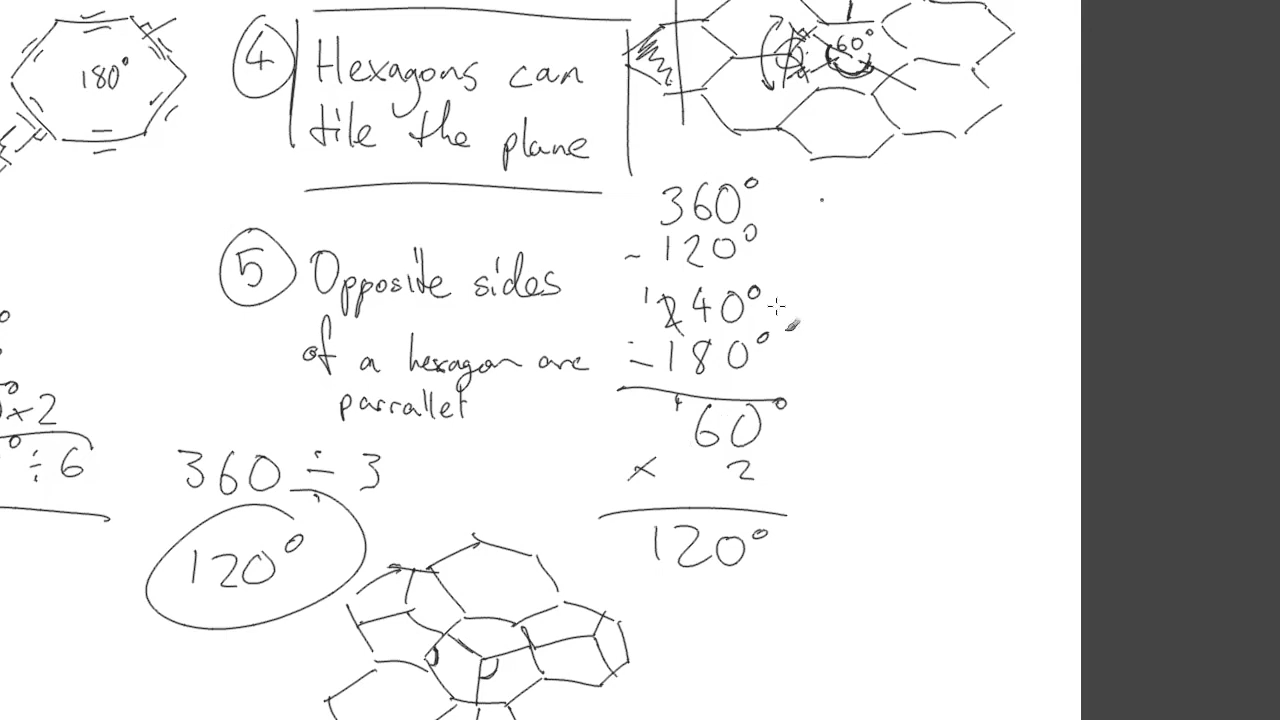 180°
④
Hexagons can
tile the plane
60°
360°
- 120°
240°
- 180°
60°
× 2
120°
⑤
Opposite sides
of a hexagon are
parrallel
× 2
° ÷ 6
360 ÷ 3
120°